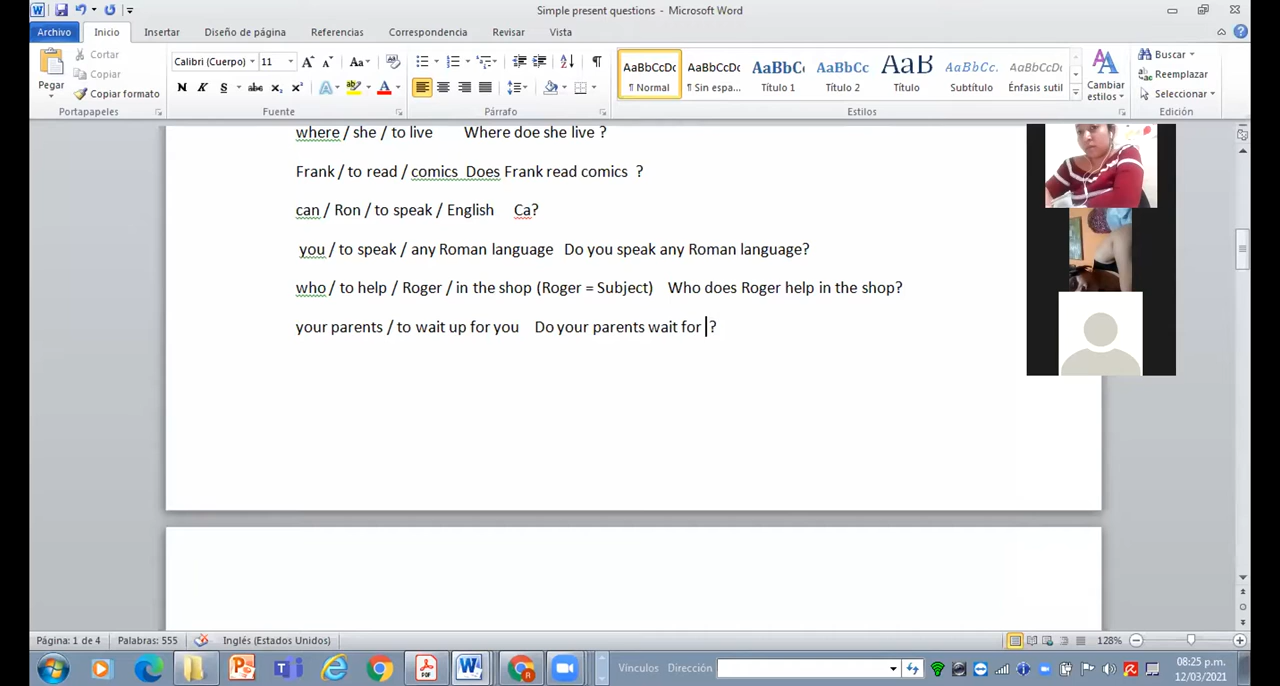 Simple present questions - Microsoft Word
Archivo Inicio Insertar Diseño de página Referencias Correspondencia Revisar Vista
Pegar
Cortar
Copiar
Copiar formato
Portapapeles
Calibri (Cuerpo) 11
Fuente
Párrafo
AaBbCcDc AaBbCcDc AaBbC AaBbCc AaB AaBbCc. AaBbCcDc
¶ Normal ¶ Sin espa... Título 1 Título 2 Título Subtítulo Énfasis sutil
Estilos
Cambiar estilos
Buscar
Reemplazar
Seleccionar
Edición
where / she / to live Where doe she live ?
Frank / to read / comics Does Frank read comics ?
can / Ron / to speak / English Ca?
you / to speak / any Roman language Do you speak any Roman language?
who / to help / Roger / in the shop (Roger = Subject) Who does Roger help in the shop?
your parents / to wait up for you Do your parents wait for ?
Página: 1 de 4 Palabras: 555 Inglés (Estados Unidos) 128%
Vínculos Dirección
08:25 p.m.
12/03/2021